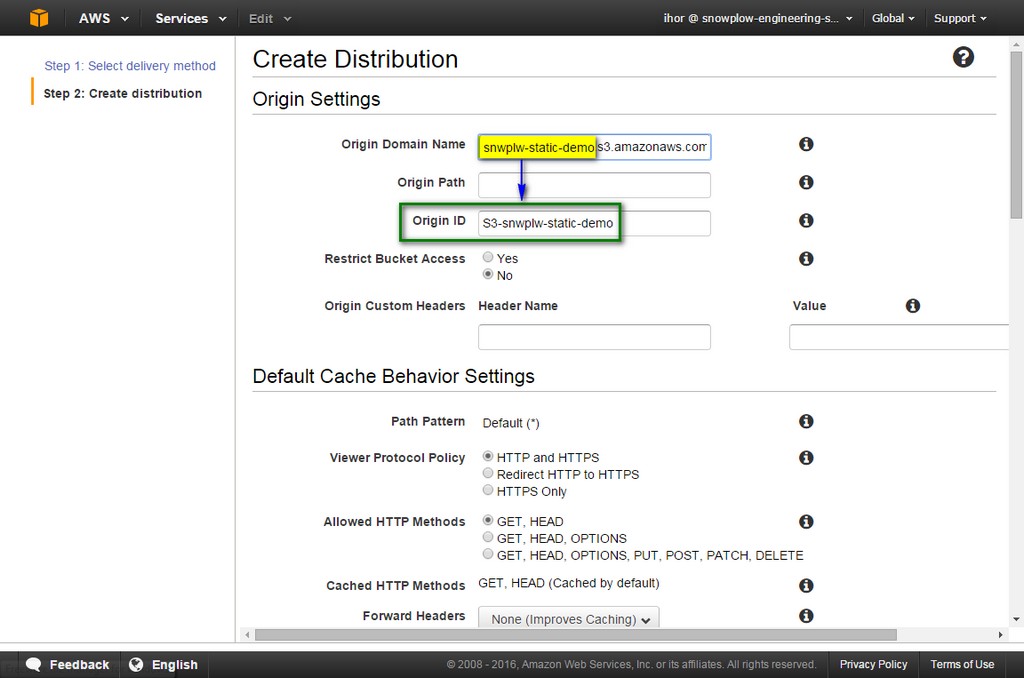 AWS Services Edit ihor @ snowplow-engineering-s... Global Support
Step 1: Select delivery method
Step 2: Create distribution
Create Distribution
Origin Settings
Origin Domain Name snwplw-static-demo s3.amazonaws.com
Origin Path
Origin ID S3-snwplw-static-demo
Restrict Bucket Access Yes
No
Origin Custom Headers Header Name Value
Default Cache Behavior Settings
Path Pattern Default (*)
Viewer Protocol Policy HTTP and HTTPS
Redirect HTTP to HTTPS
HTTPS Only
Allowed HTTP Methods GET, HEAD
GET, HEAD, OPTIONS
GET, HEAD, OPTIONS, PUT, POST, PATCH, DELETE
Cached HTTP Methods GET, HEAD (Cached by default)
Forward Headers None (Improves Caching)
Feedback English © 2008 - 2016, Amazon Web Services, Inc. or its affiliates. All rights reserved. Privacy Policy Terms of Use